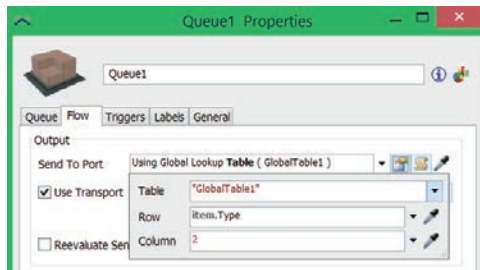 Queue1 Properties
Queue1
Queue Flow Triggers Labels General
Output
Send To Port Using Global Lookup Table ( GlobalTable1 )
Use Transport
Table "GlobalTable1"
Row item.Type
Reevaluate Sen
Column 2